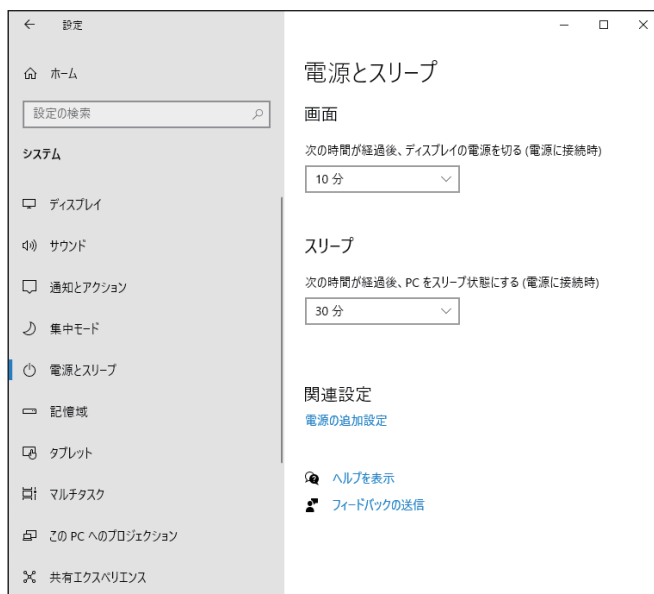 設定
ホーム
設定の検索
システム
ディスプレイ
サウンド
通知とアクション
集中モード
電源とスリープ
記憶域
タブレット
マルチタスク
この PC へのプロジェクション
共有エクスペリエンス
電源とスリープ
画面
次の時間が経過後、ディスプレイの電源を切る (電源に接続時)
10 分
スリープ
次の時間が経過後、PC をスリープ状態にする (電源に接続時)
30 分
関連設定
電源の追加設定
ヘルプを表示
フィードバックの送信